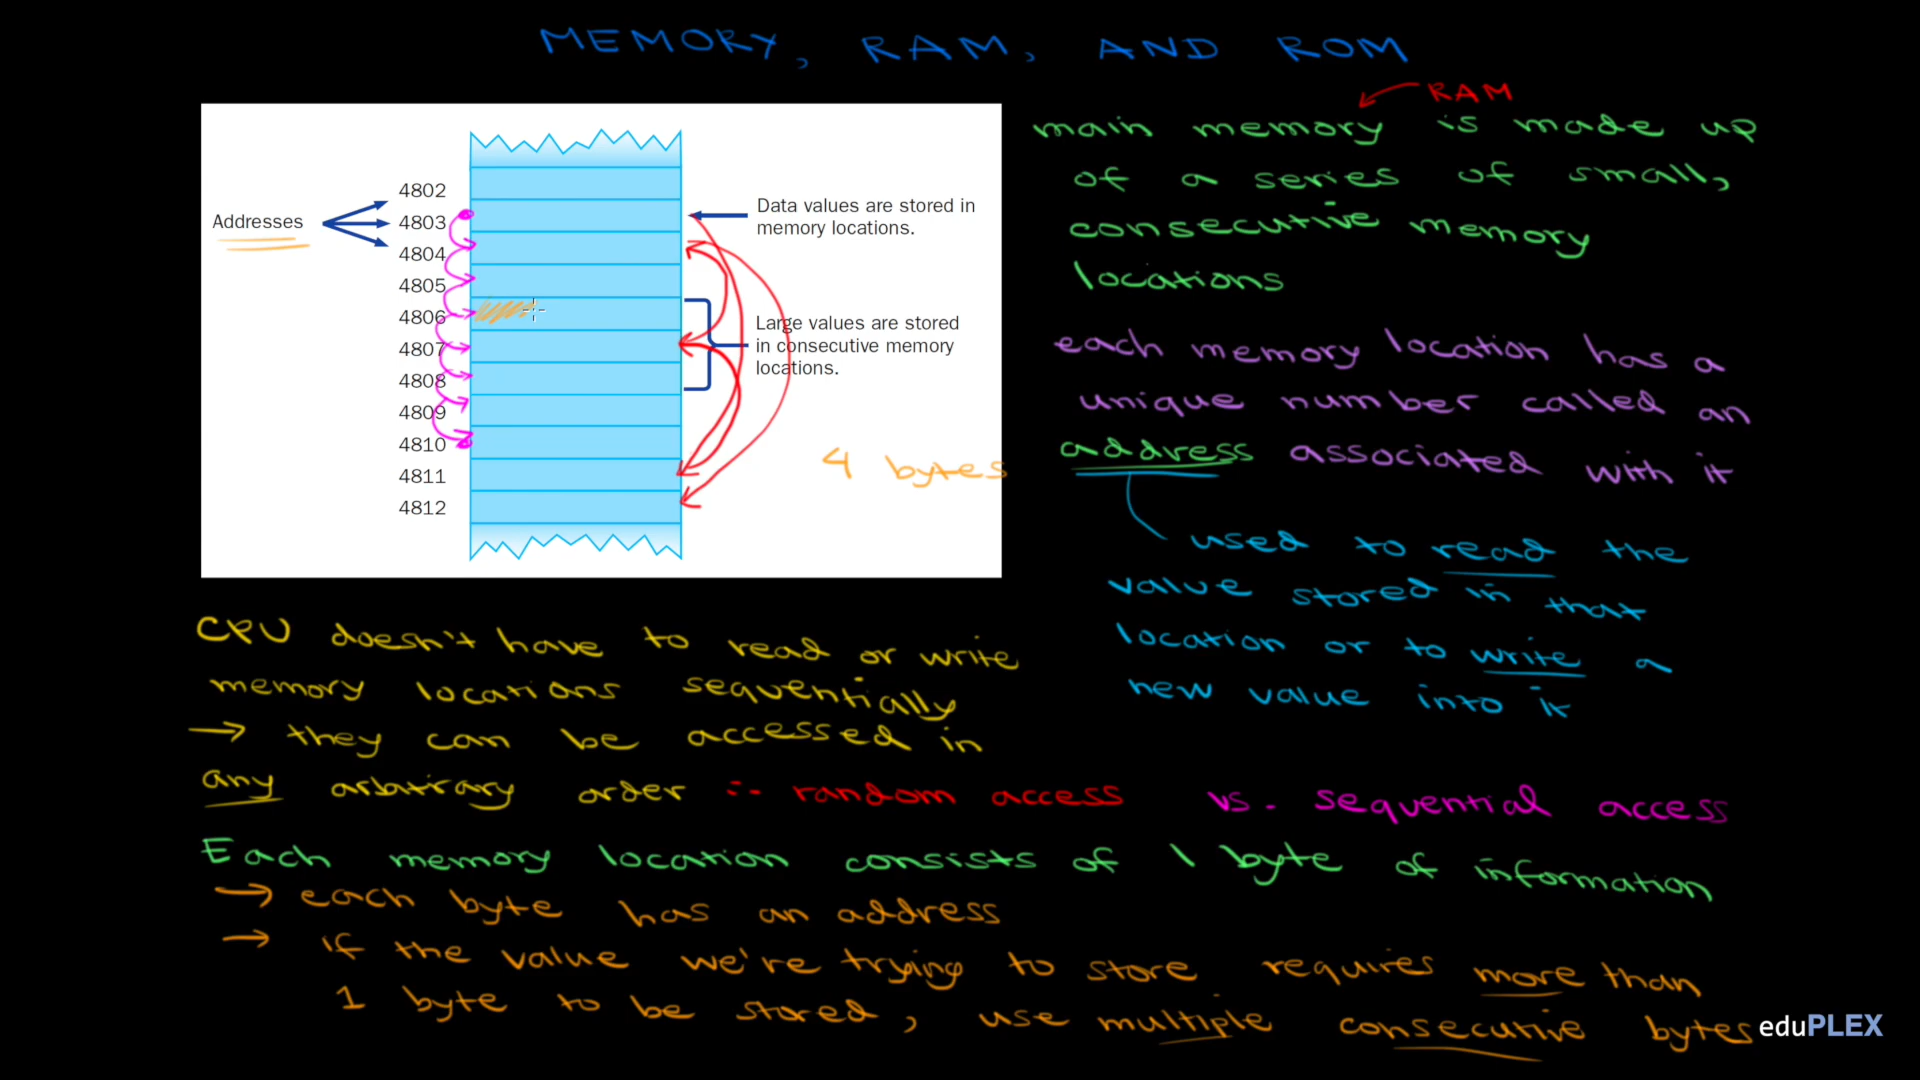 MEMORY, RAM, AND ROM
RAM
main memory is made up
of a series of small,
consecutive memory
locations
Addresses
4802
4803
4804
4805
4806
4807
4808
4809
4810
4811
4812
Data values are stored in
memory locations.
Large values are stored
in consecutive memory
locations.
4 bytes
each memory location has a
unique number called an
address associated with it
used to read the
value stored in that
location or to write a
new value into it
CPU doesn't have to read or write
memory locations sequentially
→ they can be accessed in
any arbitrary order ∴ random access vs. sequential access
Each memory location consists of 1 byte of information
→ each byte has an address
→ if the value we're trying to store requires more than
1 byte to be stored, use multiple consecutive bytes
eduPLEX